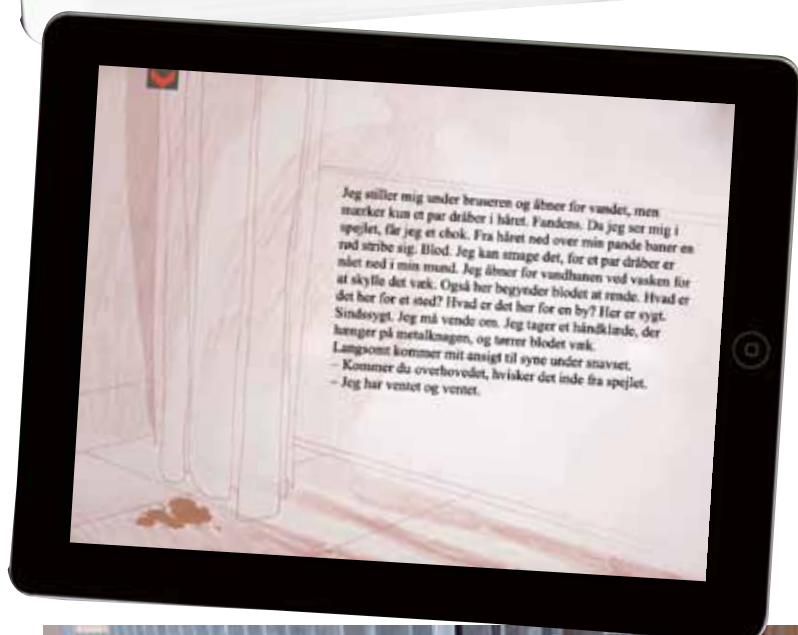 Jeg stiller mig under bruseren og åbner for vandet, men
mærker kun et par dråber i håret. Fandens. Da jeg ser mig i
spejlet, får jeg et chok. Fra håret ned over min pande baner en
rød stribe sig. Blod. Jeg kan smage det, for et par dråber er
nået ned i min mund. Jeg åbner for vandhanen ved vasken for
at skylle det væk. Også her begynder blodet at rende. Hvad er
det her for et sted? Hvad er det her for en by? Her er sygt.
Sindssygt. Jeg må vende om. Jeg tager et håndklæde, der
hænger på metalknagen, og tørrer blodet væk.
Langsomt kommer mit ansigt til syne under snavset.
– Kommer du overhovedet, hvisker det inde fra spejlet.
– Jeg har ventet og ventet.